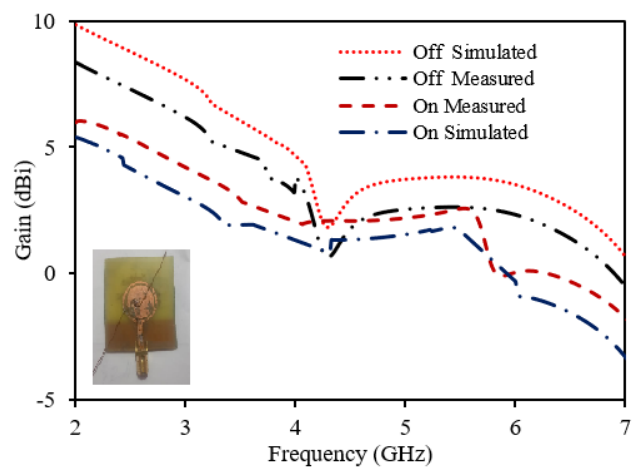 10
Off Simulated
Off Measured
On Measured
On Simulated
5
Gain (dBi)
0
-5
2 3 4 5 6 7
Frequency (GHz)